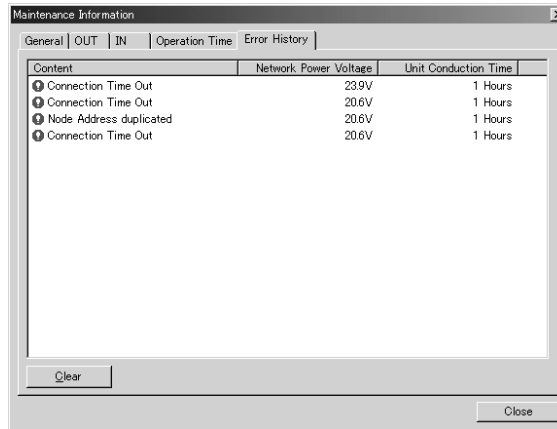 Maintenance Information
General OUT IN Operation Time Error History
Content Network Power Voltage Unit Conduction Time
Connection Time Out 23.9V 1 Hours
Connection Time Out 20.6V 1 Hours
Node Address duplicated 20.6V 1 Hours
Connection Time Out 20.6V 1 Hours
Clear
Close